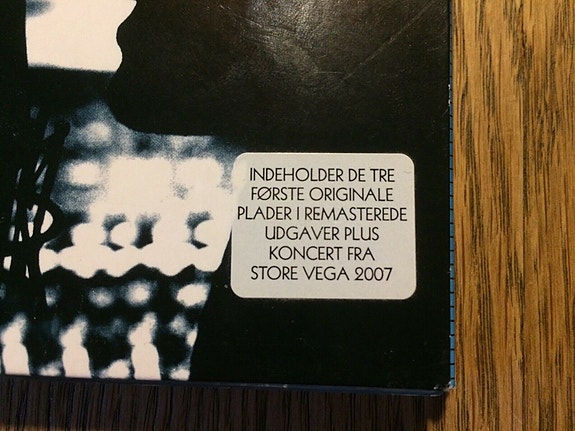 INDEHOLDER DE TRE
FØRSTE ORIGINALE
PLADER I REMASTEREDE
UDGAVER PLUS
KONCERT FRA
STORE VEGA 2007